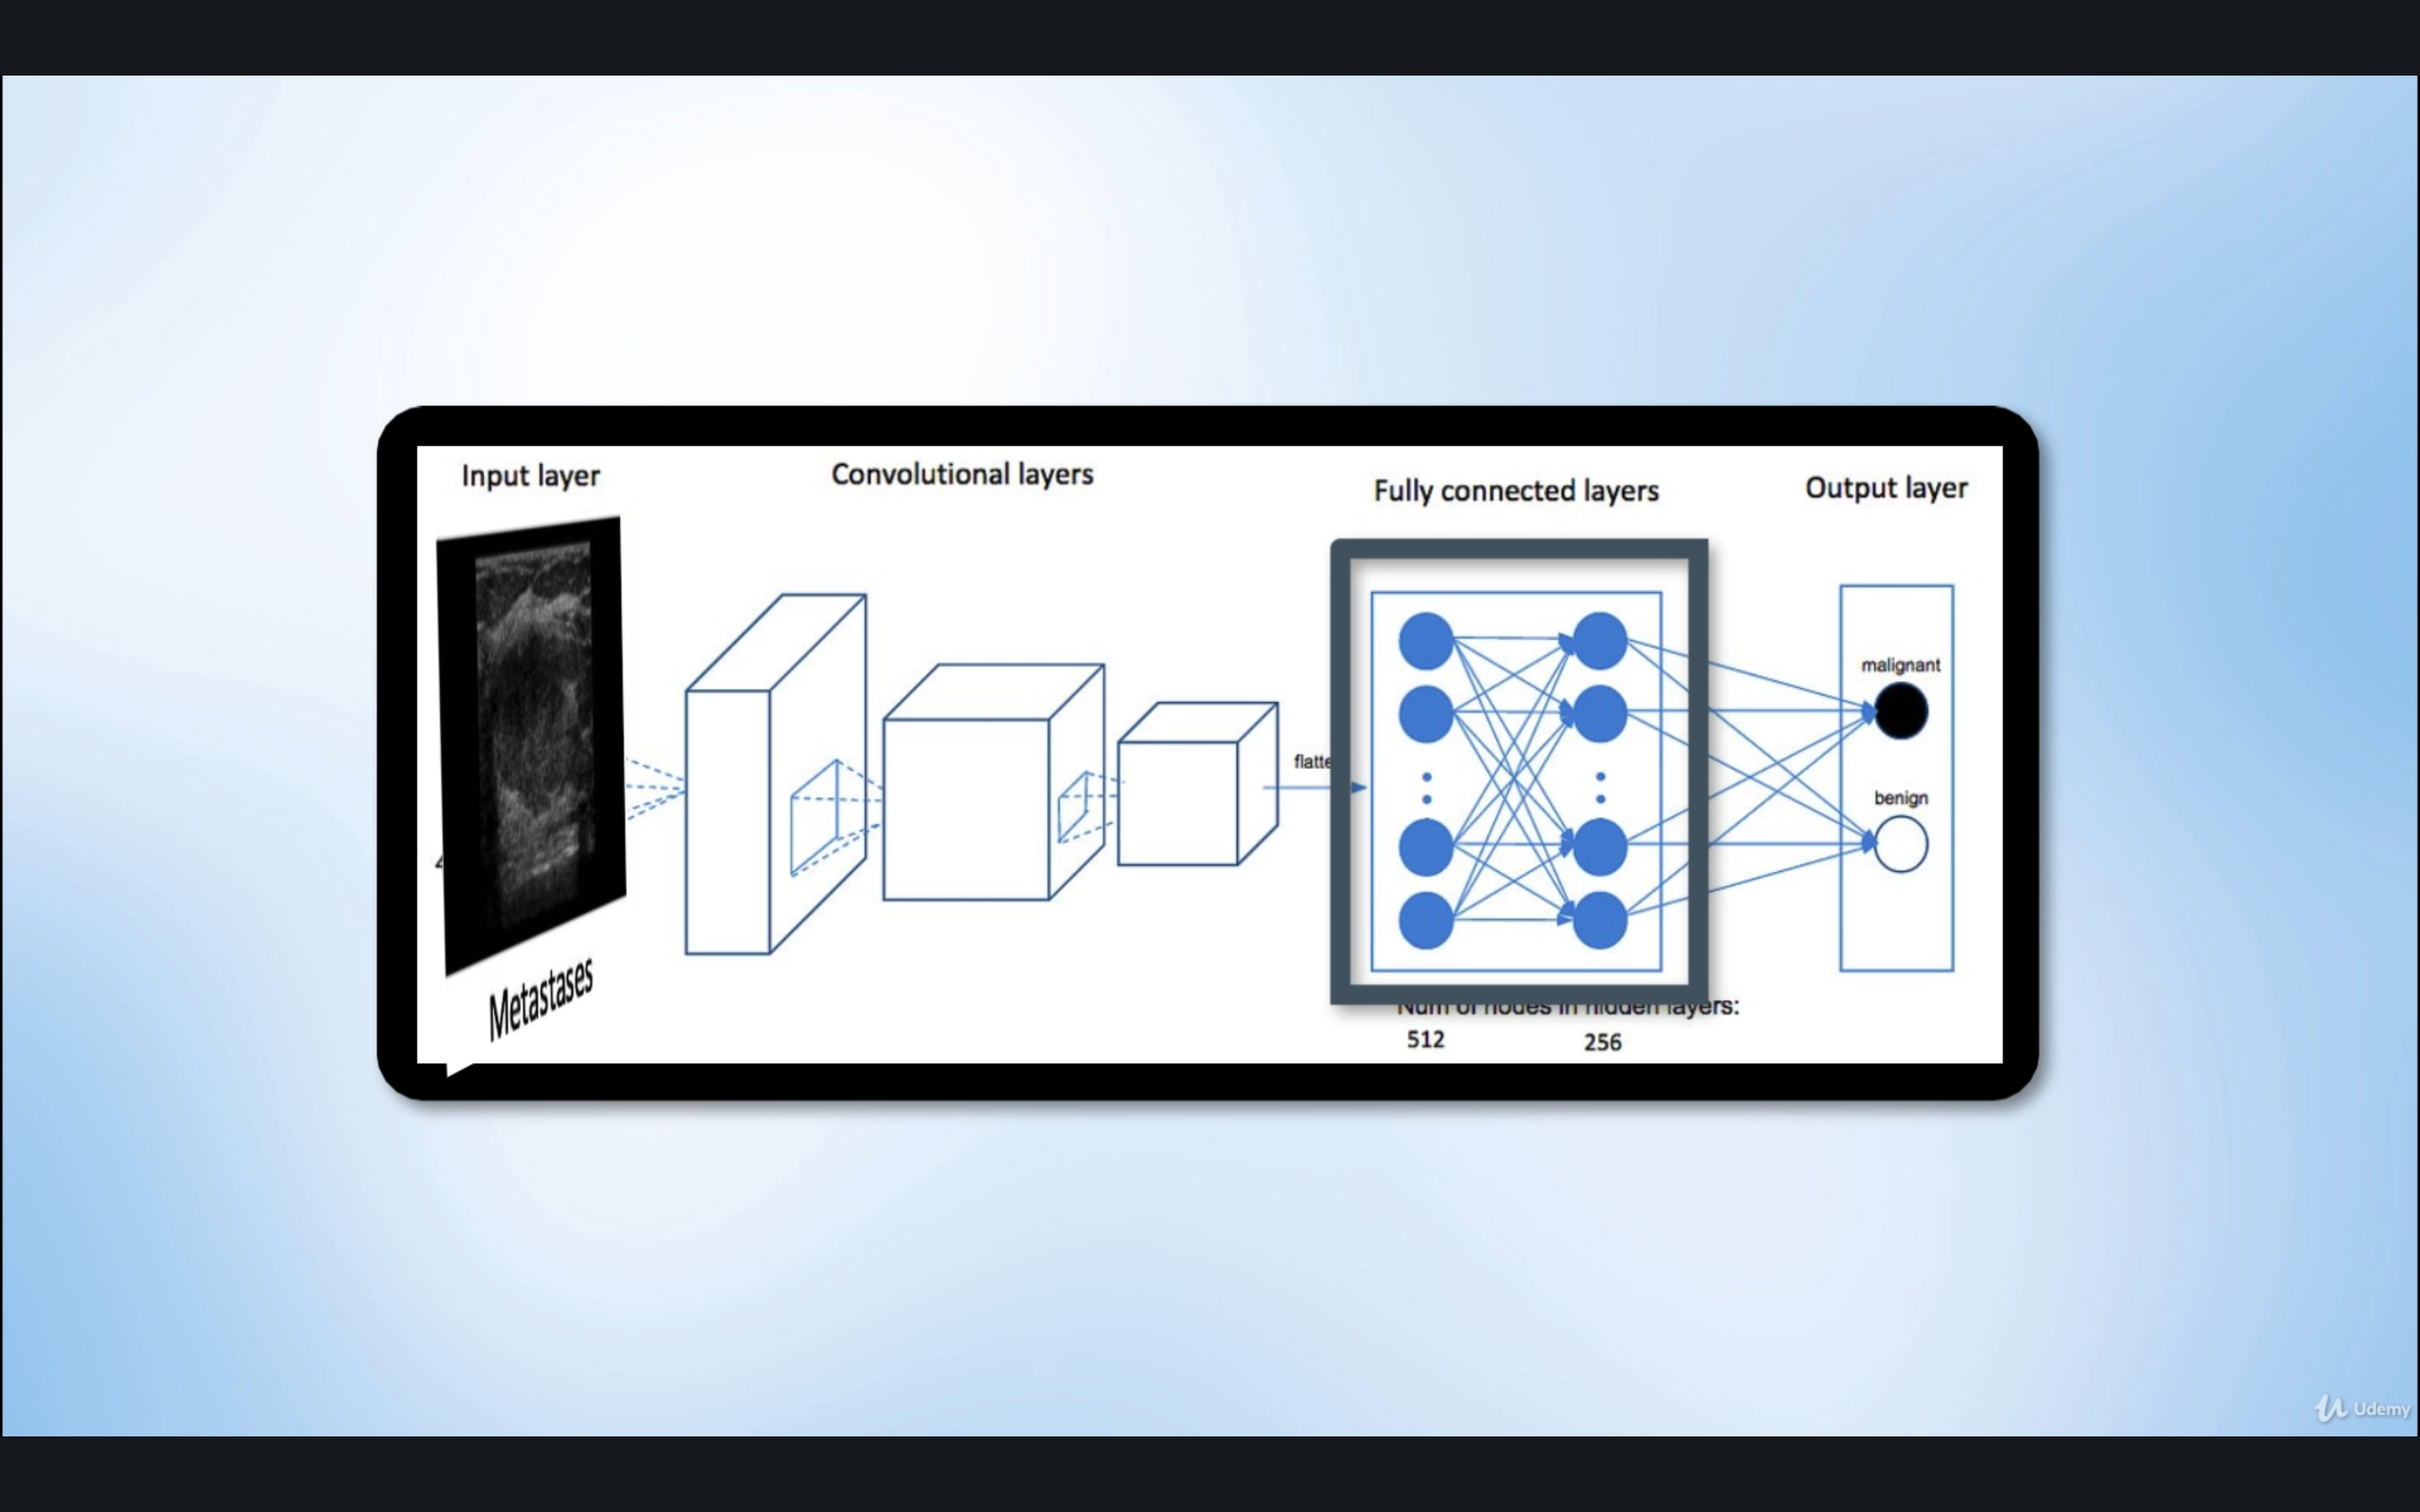 Input layer
Convolutional layers
Fully connected layers
Output layer
malignant
flatte
benign
Metastases
Num of nodes in hidden layers:
512
256
Udemy